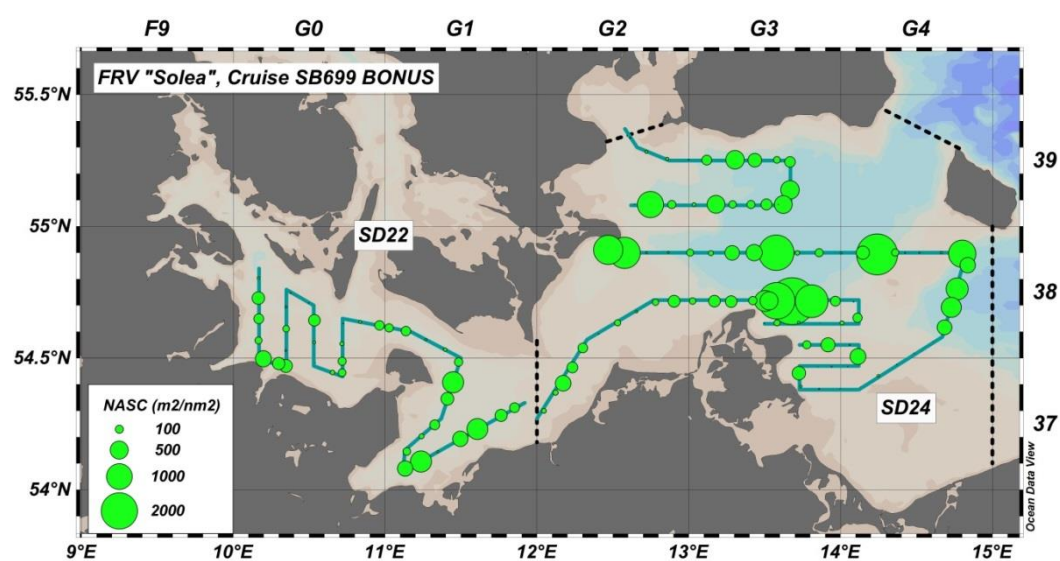 F9 G0 G1 G2 G3 G4
FRV "Solea", Cruise SB699 BONUS
55.5°N
39
55°N
SD22
38
54.5°N
NASC (m2/nm2)
100
500
1000
2000
SD24
37
54°N
Ocean Data View
9°E 10°E 11°E 12°E 13°E 14°E 15°E